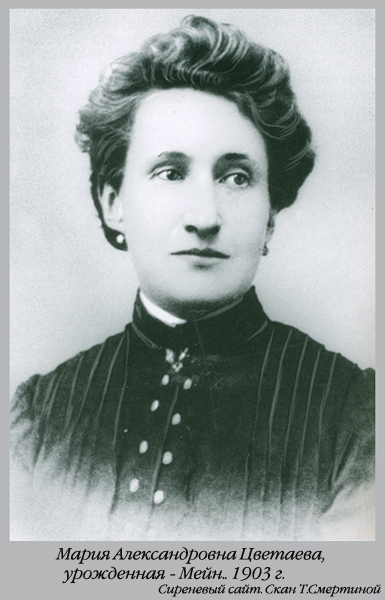 Мария Александровна Цветаева,
урожденная - Мейн.. 1903 г.
Сиреневый сайт. Скан Т.Смертиной